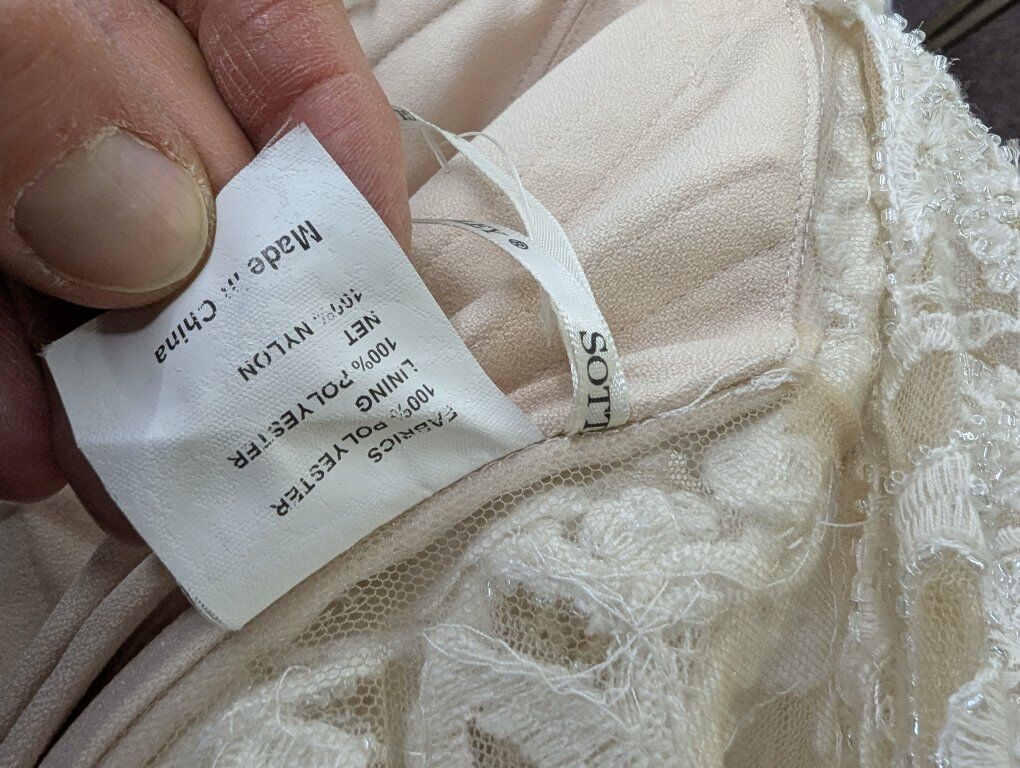 FABRICS
100% POLYESTER
LINING
100% POLYESTER
NET
100% NYLON
Made in China
SOTT
®